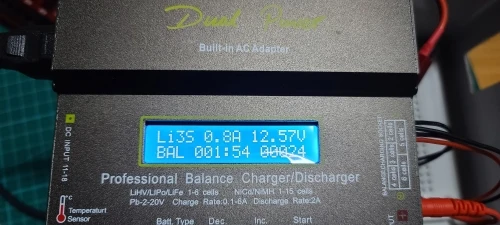 Dual Power
Built-in AC Adapter
DC INPUT 11-18
Li3S 0.8A 12.57V
BAL 001:54 00024
Professional Balance Charger/Discharger
LiHV/LiPo/LiFe 1-6 cells NiCd/NiMH 1-15 cells
Pb-2-20V Charge Rate:0.1-6A Discharge Rate:2A
°C
Temperaturt
Sensor
Batt. Type Dec. Inc. Start